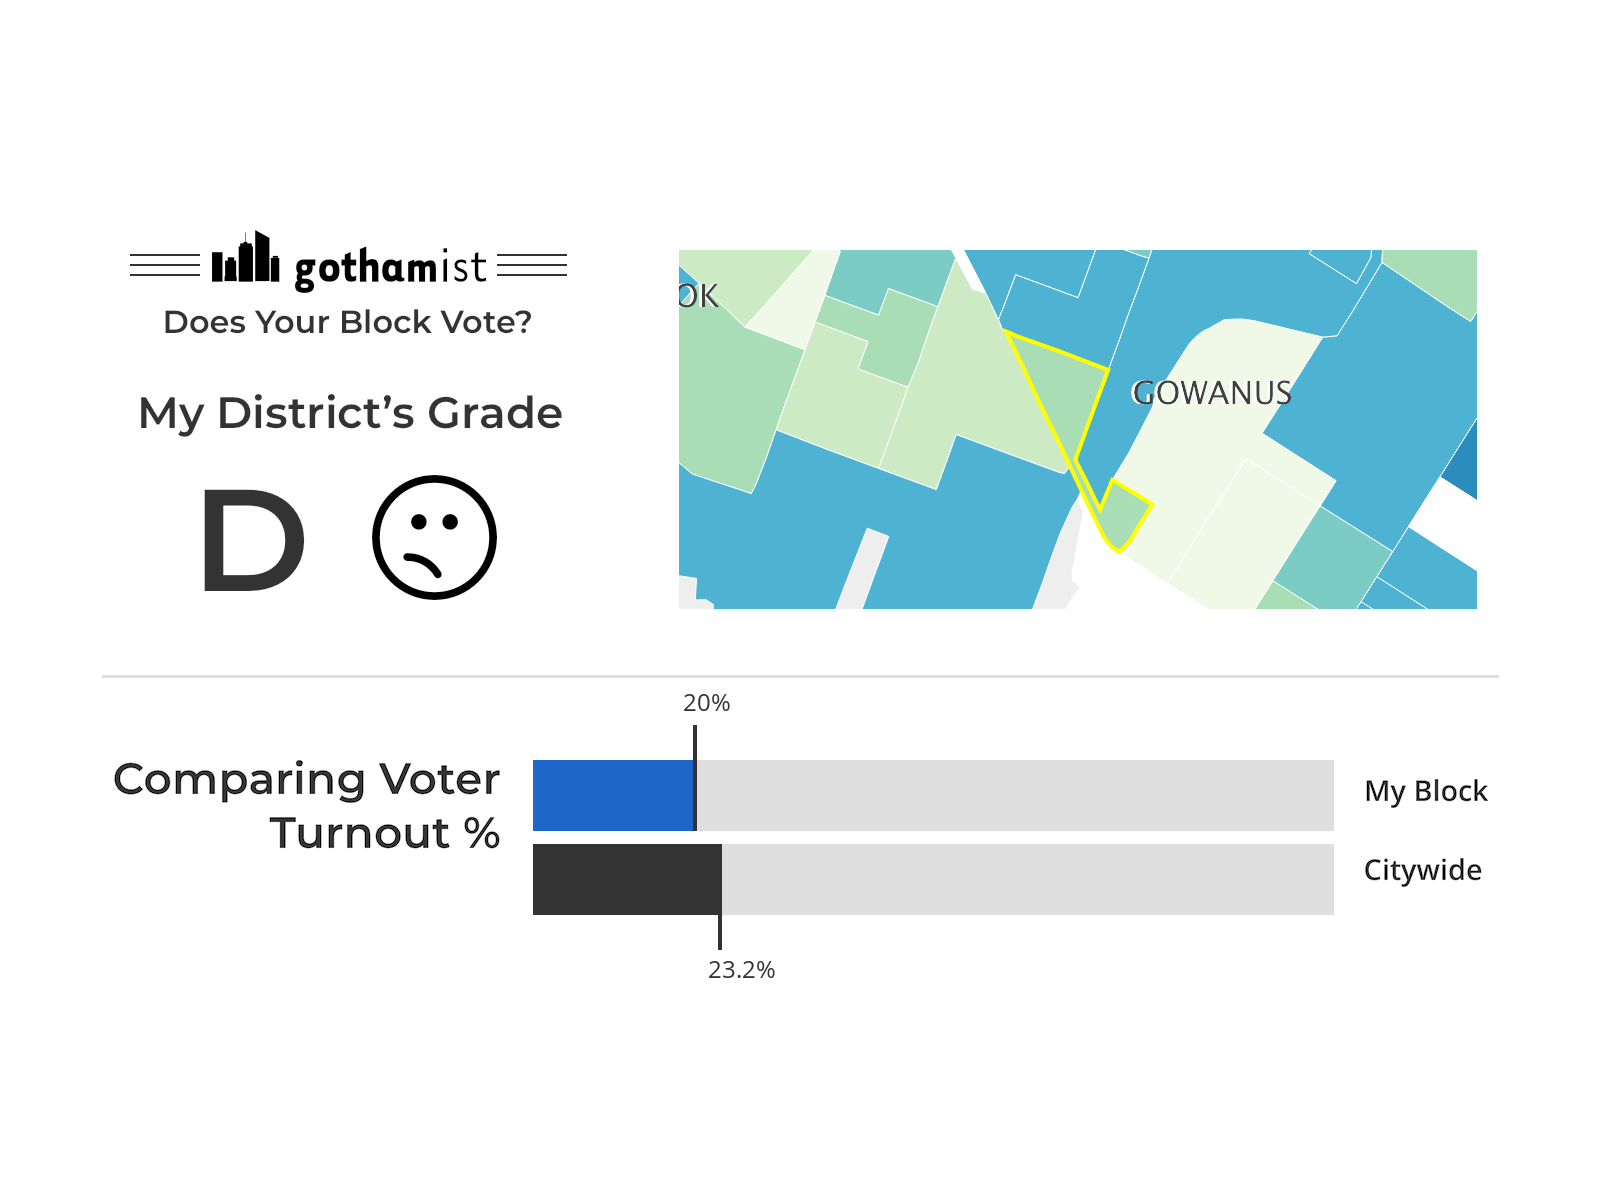 gothamist
Does Your Block Vote?
My District’s Grade
D
OK
GOWANUS
20%
Comparing Voter
Turnout %
My Block
Citywide
23.2%